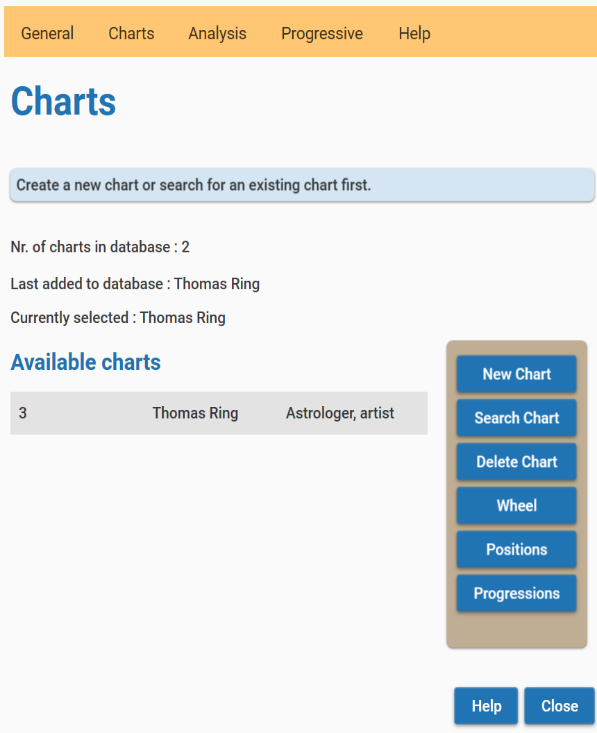 General Charts Analysis Progressive Help
Charts
Create a new chart or search for an existing chart first.
Nr. of charts in database : 2
Last added to database : Thomas Ring
Currently selected : Thomas Ring
Available charts
3 Thomas Ring Astrologer, artist
New Chart
Search Chart
Delete Chart
Wheel
Positions
Progressions
Help Close